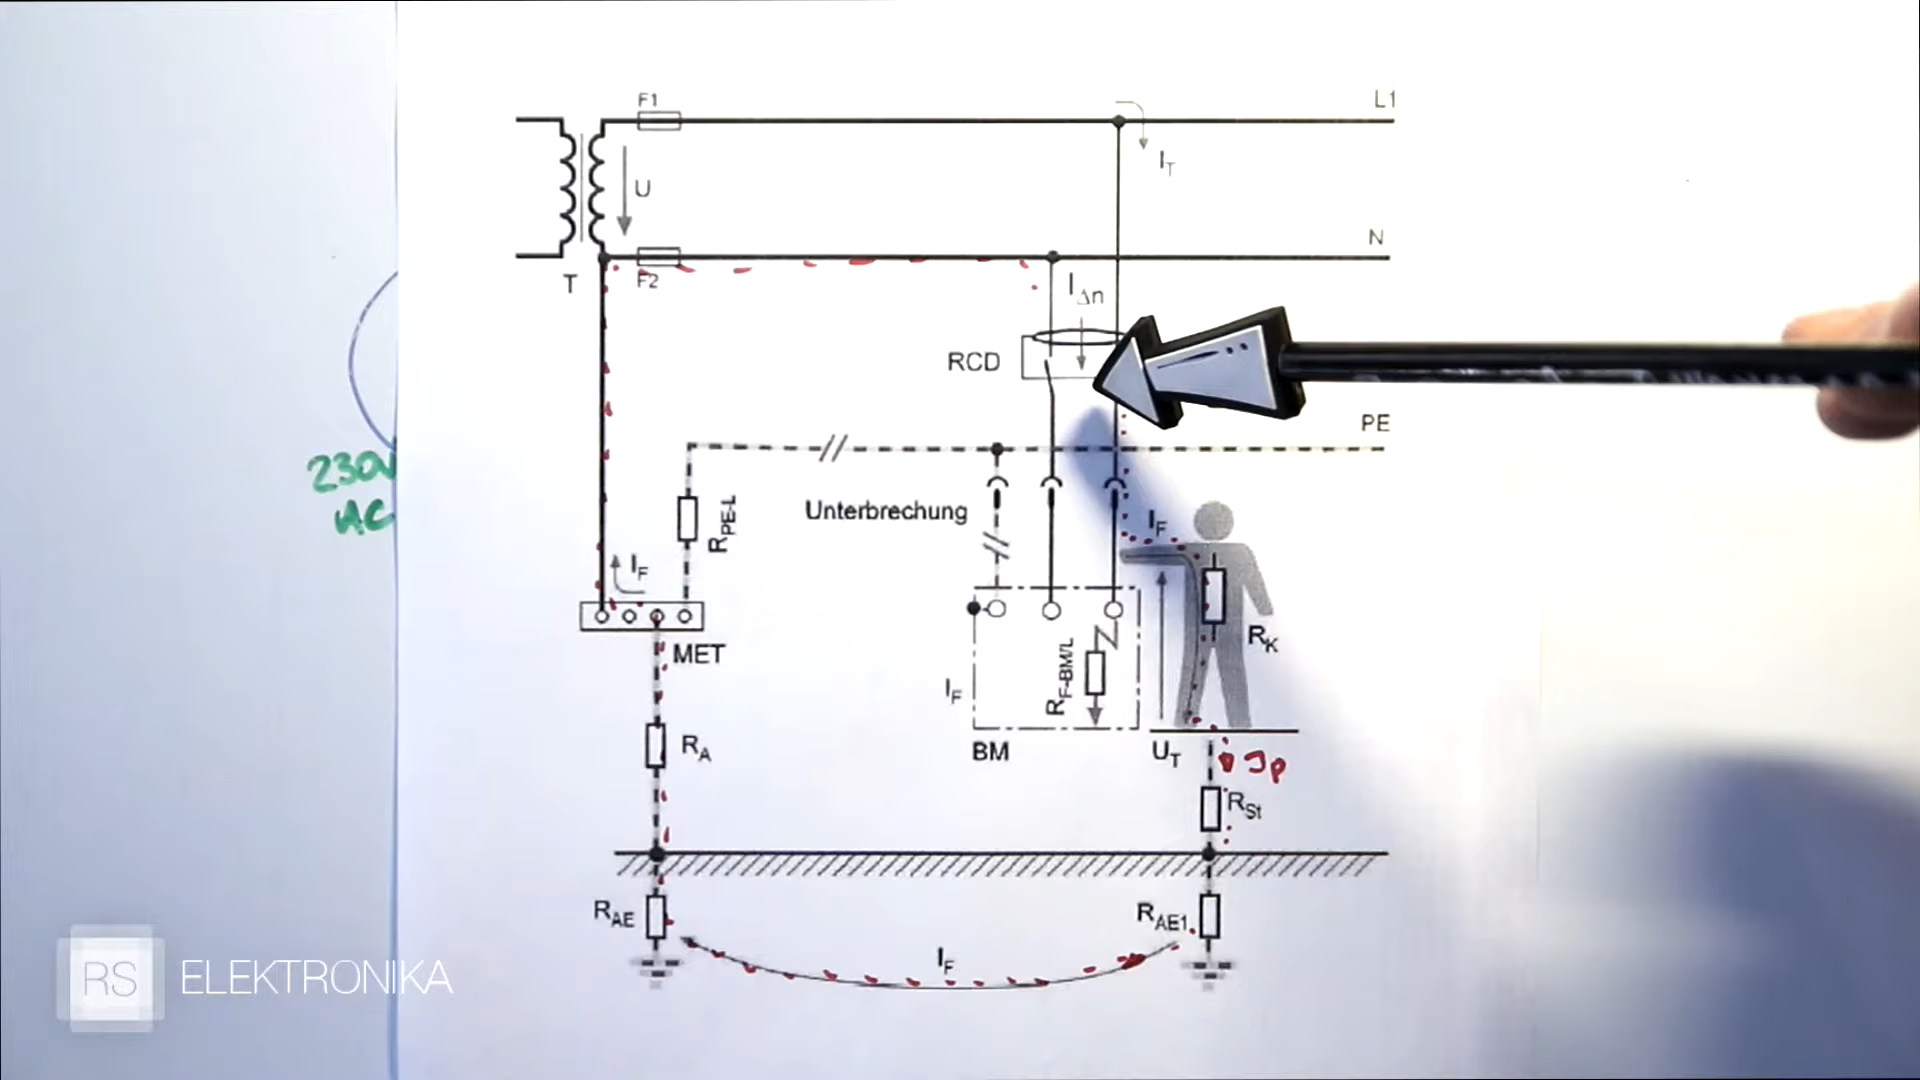 F1
L1
I_T
U
N
T
F2
I_Δn
RCD
PE
230V
AC
Unterbrechung
R_PE-L
I_F
I_F
MET
R_K
R_F-BM/L
I_F
R_A
BM
U_T
Ip
R_St
R_AE
R_AE1
I_F
RS ELEKTRONIKA